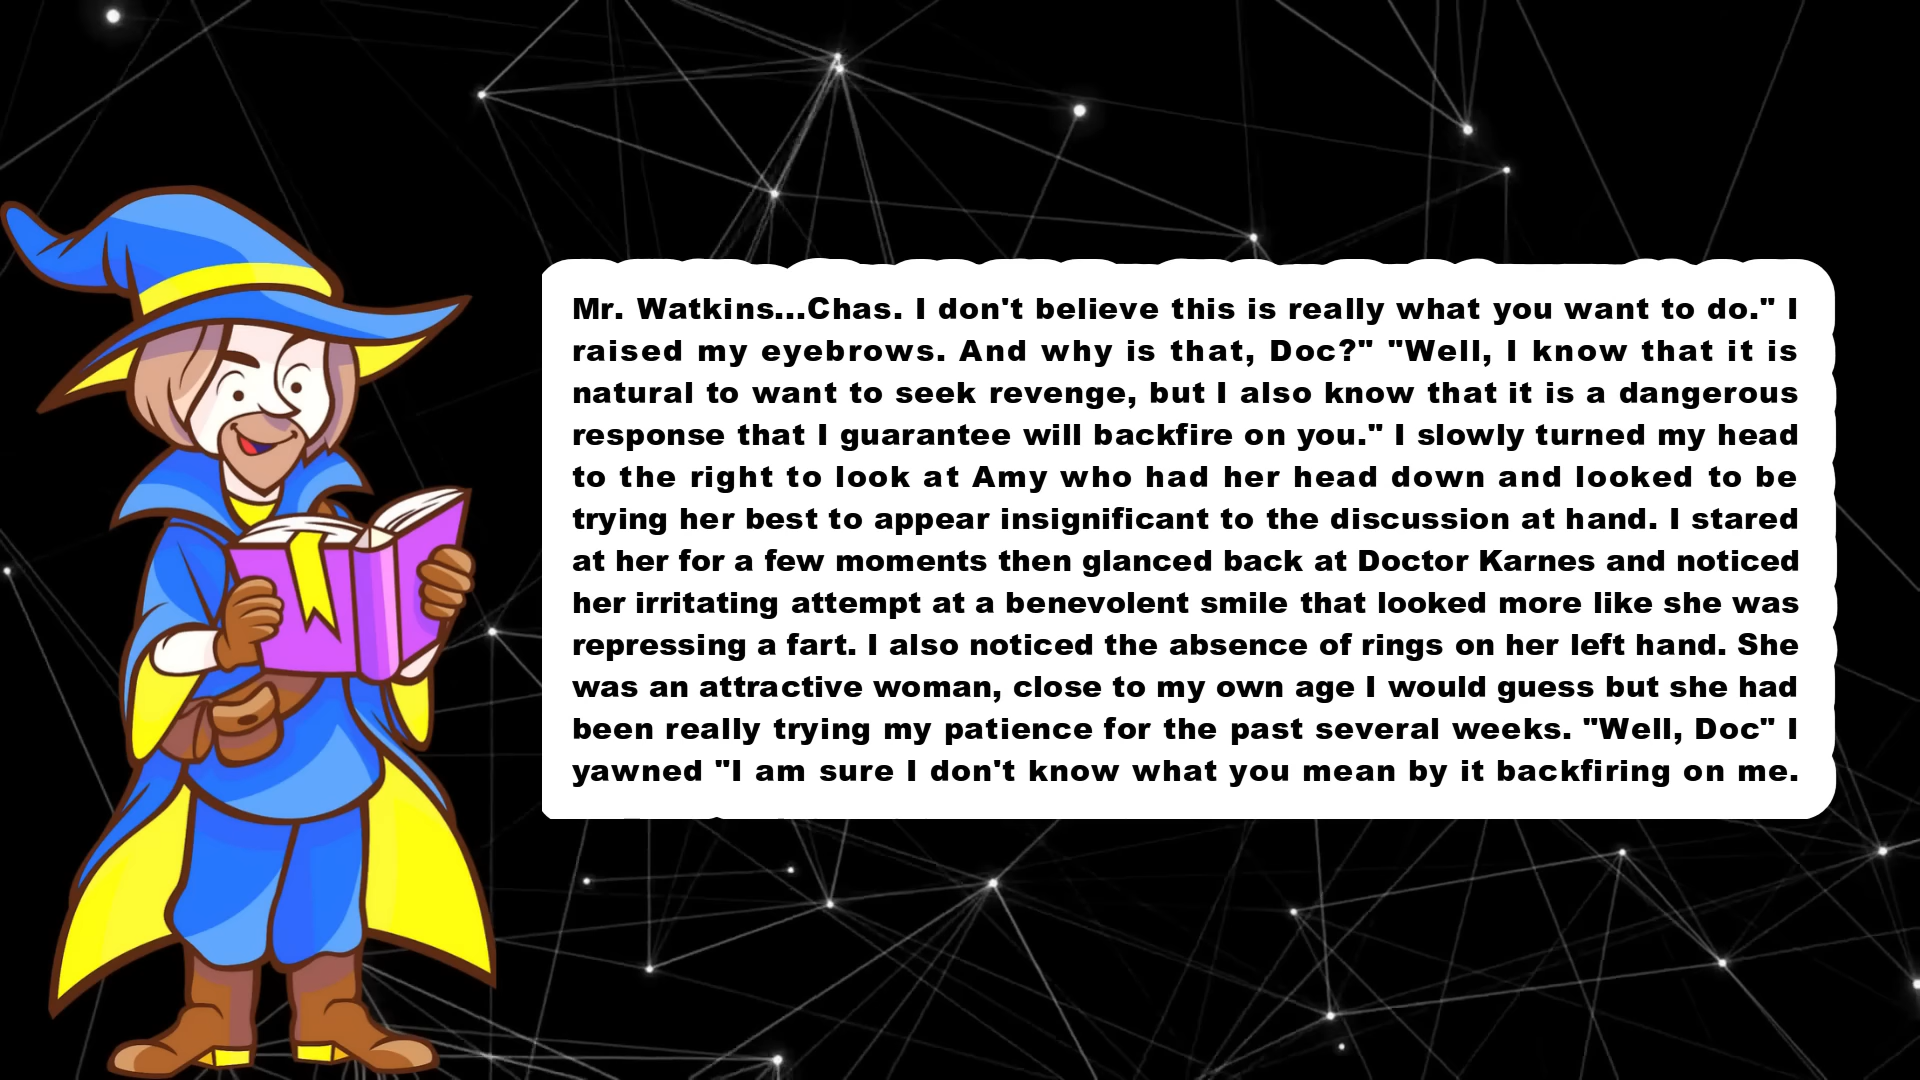 Mr. Watkins...Chas. I don't believe this is really what you want to do." I
raised my eyebrows. And why is that, Doc?" "Well, I know that it is
natural to want to seek revenge, but I also know that it is a dangerous
response that I guarantee will backfire on you." I slowly turned my head
to the right to look at Amy who had her head down and looked to be
trying her best to appear insignificant to the discussion at hand. I stared
at her for a few moments then glanced back at Doctor Karnes and noticed
her irritating attempt at a benevolent smile that looked more like she was
repressing a fart. I also noticed the absence of rings on her left hand. She
was an attractive woman, close to my own age I would guess but she had
been really trying my patience for the past several weeks. "Well, Doc" I
yawned "I am sure I don't know what you mean by it backfiring on me.